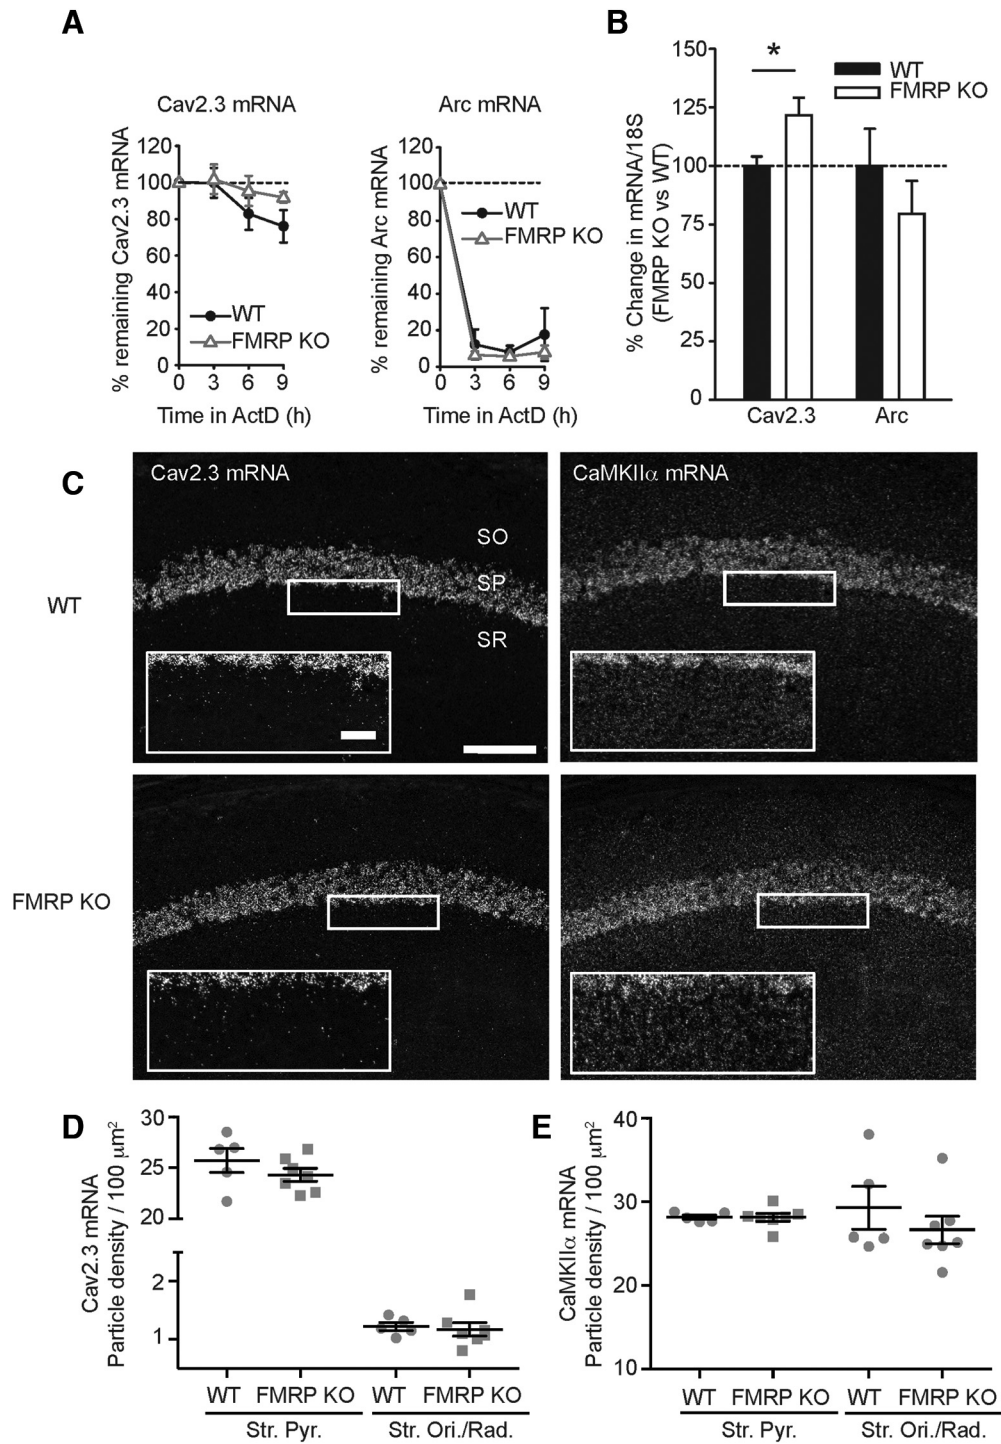 A
Cav2.3 mRNA
% remaining Cav2.3 mRNA
120
100
80
60
40
20
0
WT
FMRP KO
0 3 6 9
Time in ActD (h)
Arc mRNA
% remaining Arc mRNA
120
100
80
60
40
20
0
WT
FMRP KO
0 3 6 9
Time in ActD (h)
B
% Change in mRNA/18S
(FMRP KO vs WT)
150
125
100
75
50
25
0
*
WT
FMRP KO
Cav2.3 Arc
C
Cav2.3 mRNA
CaMKIIα mRNA
WT
SO
SP
SR
FMRP KO
D
Cav2.3 mRNA
Particle density / 100 μm²
30
25
20
2
1
WT FMRP KO WT FMRP KO
Str. Pyr. Str. Ori./Rad.
E
CaMKIIα mRNA
Particle density / 100 μm²
40
30
20
10
WT FMRP KO WT FMRP KO
Str. Pyr. Str. Ori./Rad.